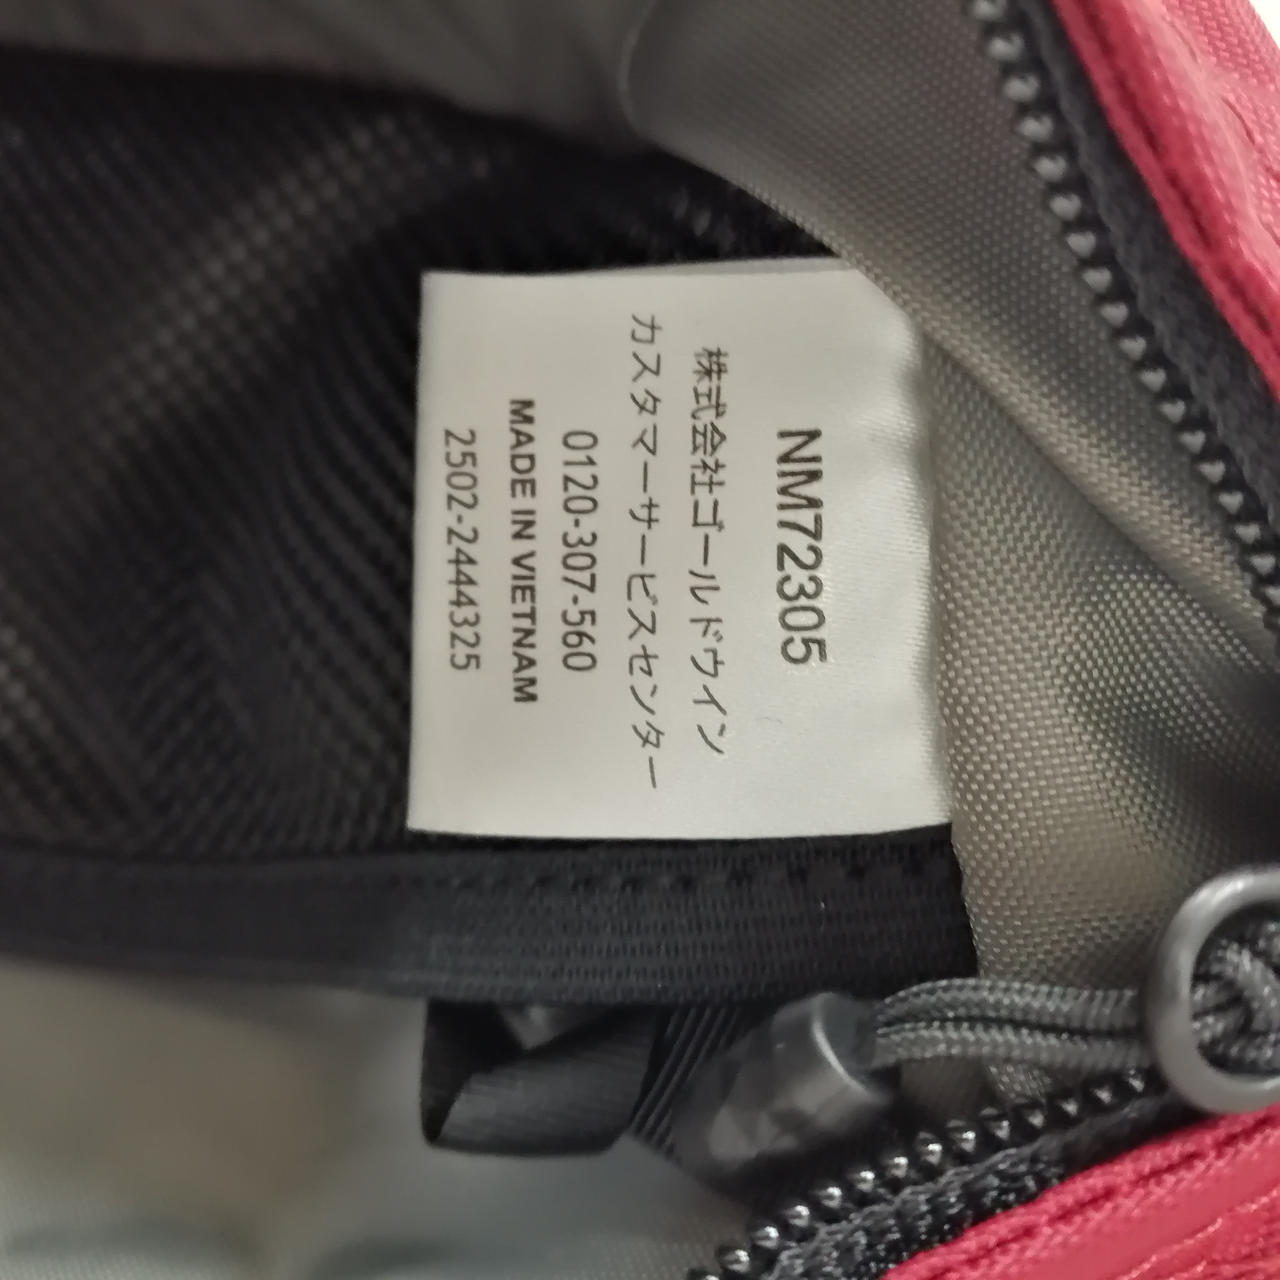 NM72305
株式会社ゴールドウイン
カスタマーサービスセンター
0120-307-560
MADE IN VIETNAM
2502-2444325